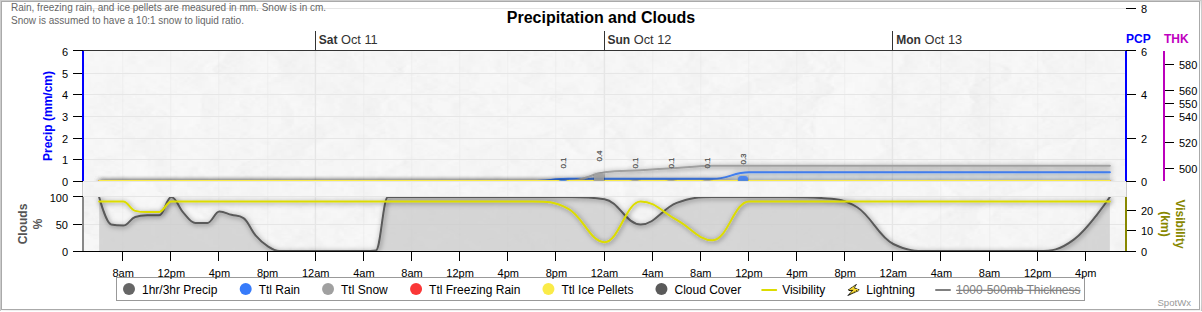 Rain, freezing rain, and ice pellets are measured in mm. Snow is in cm.
Snow is assumed to have a 10:1 snow to liquid ratio.
Precipitation and Clouds
Sat Oct 11
Sun Oct 12
Mon Oct 13
PCP
THK
Precip (mm/cm)
6
5
4
3
2
1
0
0.1
0.4
0.1
0.1
0.1
0.3
8
6
4
2
0
580
560
550
540
520
500
Clouds
%
100
50
0
20
10
0
Visibility
(km)
8am 12pm 4pm 8pm 12am 4am 8am 12pm 4pm 8pm 12am 4am 8am 12pm 4pm 8pm 12am 4am 8am 12pm 4pm
1hr/3hr Precip Ttl Rain Ttl Snow Ttl Freezing Rain Ttl Ice Pellets Cloud Cover Visibility Lightning 1000-500mb Thickness
SpotWx